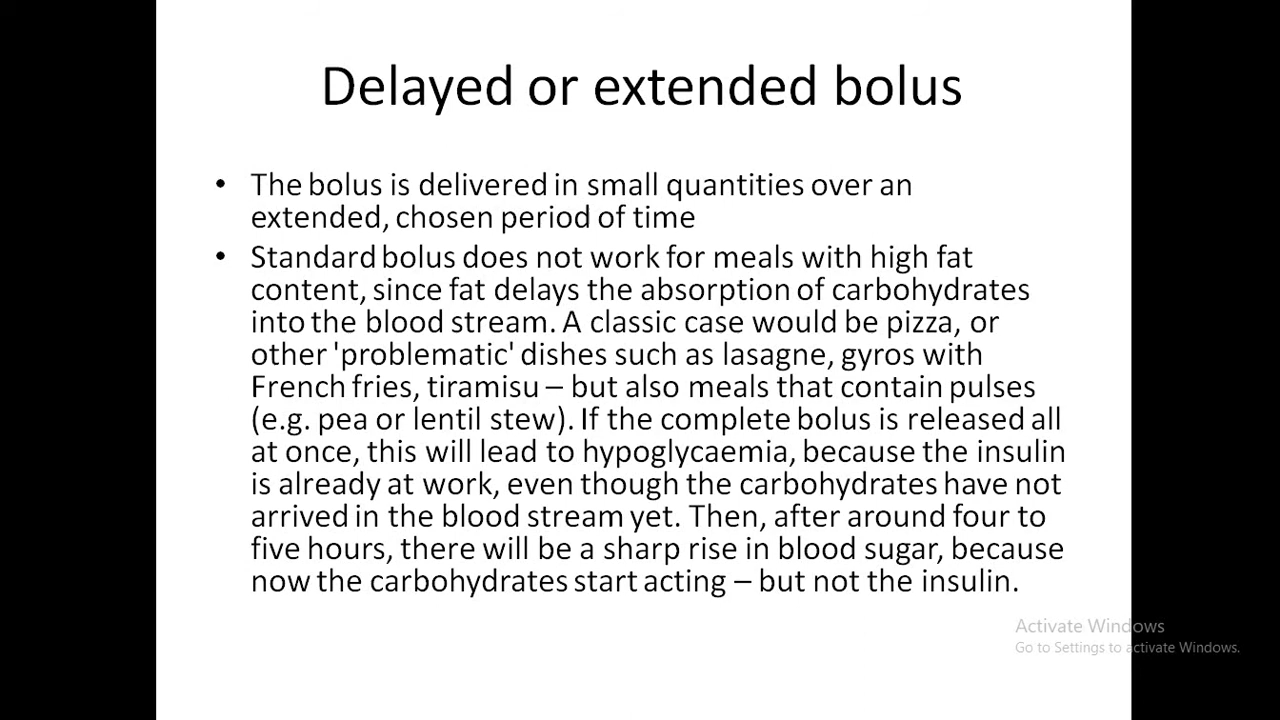 Delayed or extended bolus
• The bolus is delivered in small quantities over an
extended, chosen period of time
• Standard bolus does not work for meals with high fat
content, since fat delays the absorption of carbohydrates
into the blood stream. A classic case would be pizza, or
other 'problematic' dishes such as lasagne, gyros with
French fries, tiramisu – but also meals that contain pulses
(e.g. pea or lentil stew). If the complete bolus is released all
at once, this will lead to hypoglycaemia, because the insulin
is already at work, even though the carbohydrates have not
arrived in the blood stream yet. Then, after around four to
five hours, there will be a sharp rise in blood sugar, because
now the carbohydrates start acting – but not the insulin.
Activate Windows
Go to Settings to activate Windows.